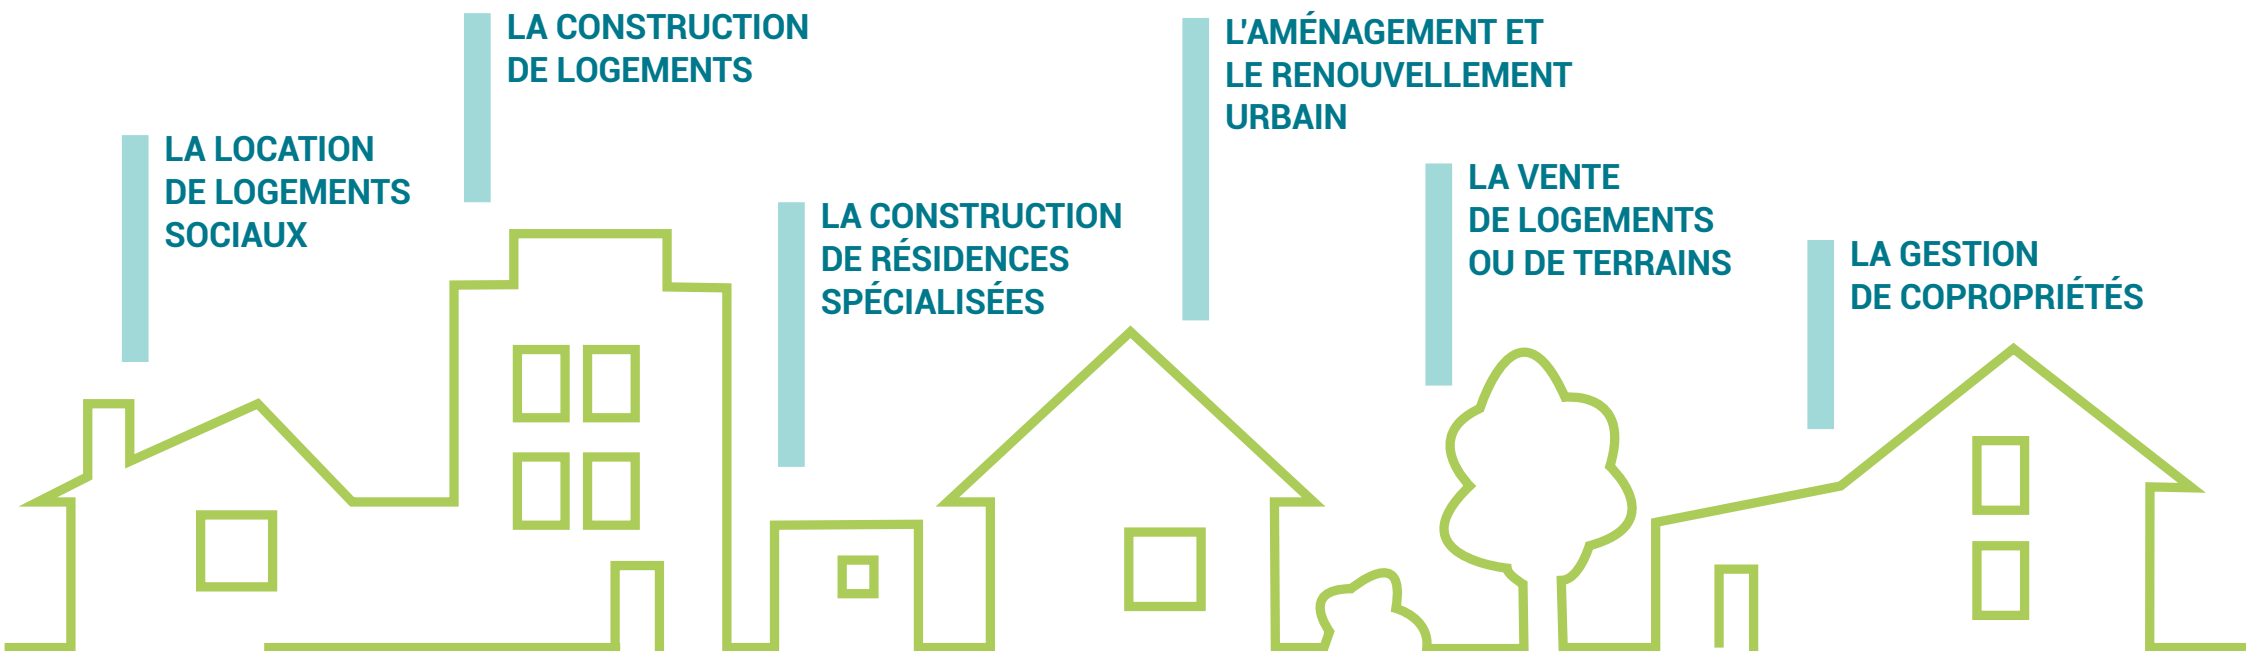 LA LOCATION
DE LOGEMENTS
SOCIAUX
LA CONSTRUCTION
DE LOGEMENTS
LA CONSTRUCTION
DE RÉSIDENCES
SPÉCIALISÉES
L'AMÉNAGEMENT ET
LE RENOUVELLEMENT
URBAIN
LA VENTE
DE LOGEMENTS
OU DE TERRAINS
LA GESTION
DE COPROPRIÉTÉS